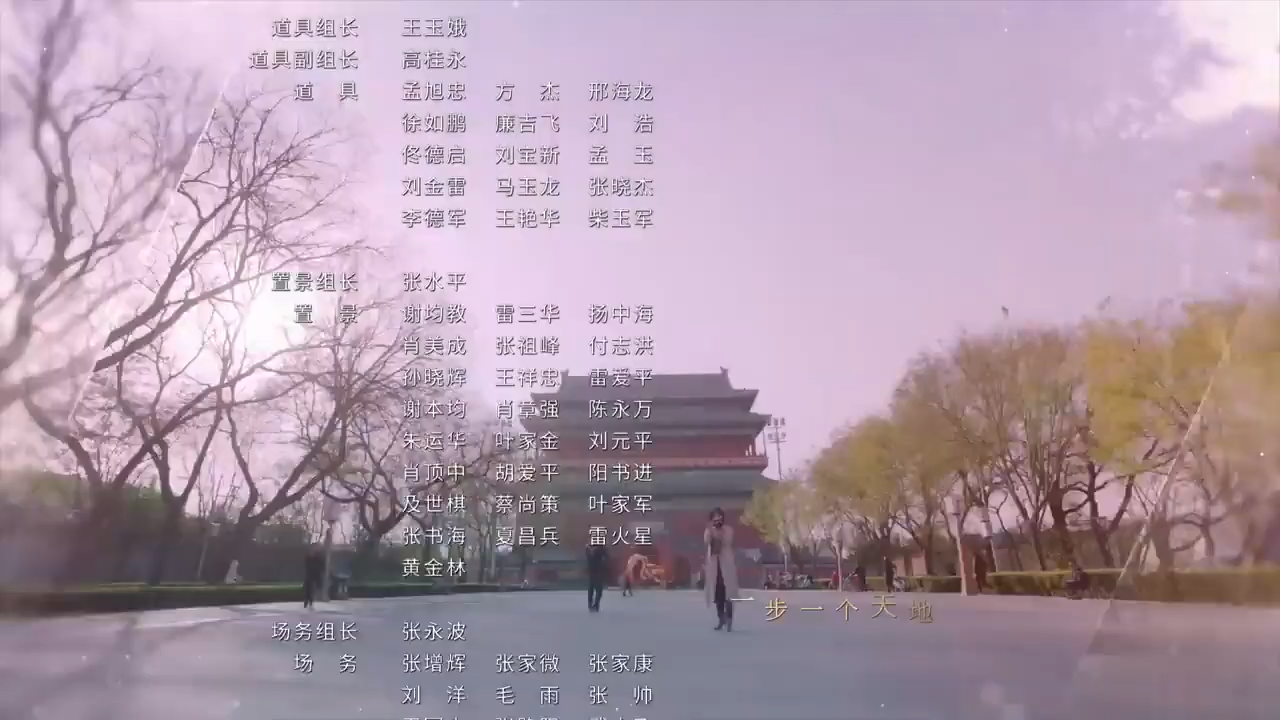 道具组长 王玉娥
道具副组长 高桂永
道 具 孟旭忠 方 杰 邢海龙
徐如鹏 廉吉飞 刘 浩
佟德启 刘宝新 孟 玉
刘金雷 马玉龙 张晓杰
李德军 王艳华 柴玉军
置景组长 张水平
置 景 谢均教 雷三华 扬中海
肖美成 张祖峰 付志洪
孙晓辉 王祥忠 雷爱平
谢本均 肖章强 陈永万
朱运华 叶家金 刘元平
肖顶中 胡爱平 阳书进
及世棋 蔡尚策 叶家军
张书海 夏昌兵 雷火星
黄金林
一步一个天地
场务组长 张永波
场 务 张增辉 张家微 张家康
刘 洋 毛 雨 张 帅